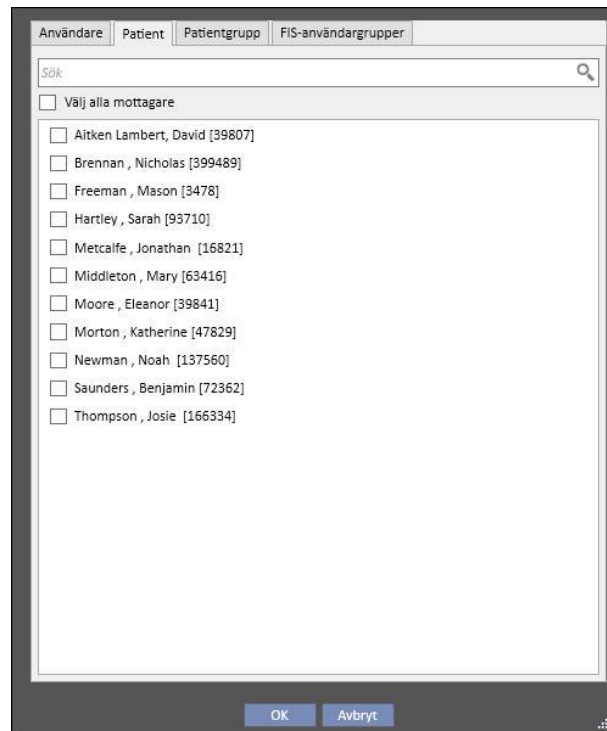 Användare Patient Patientgrupp FIS-användargrupper
Sök
Välj alla mottagare
Aitken Lambert, David [39807]
Brennan , Nicholas [399489]
Freeman , Mason [3478]
Hartley , Sarah [93710]
Metcalfe , Jonathan [16821]
Middleton , Mary [63416]
Moore , Eleanor [39841]
Morton , Katherine [47829]
Newman , Noah [137560]
Saunders , Benjamin [72362]
Thompson , Josie [166334]
OK Avbryt